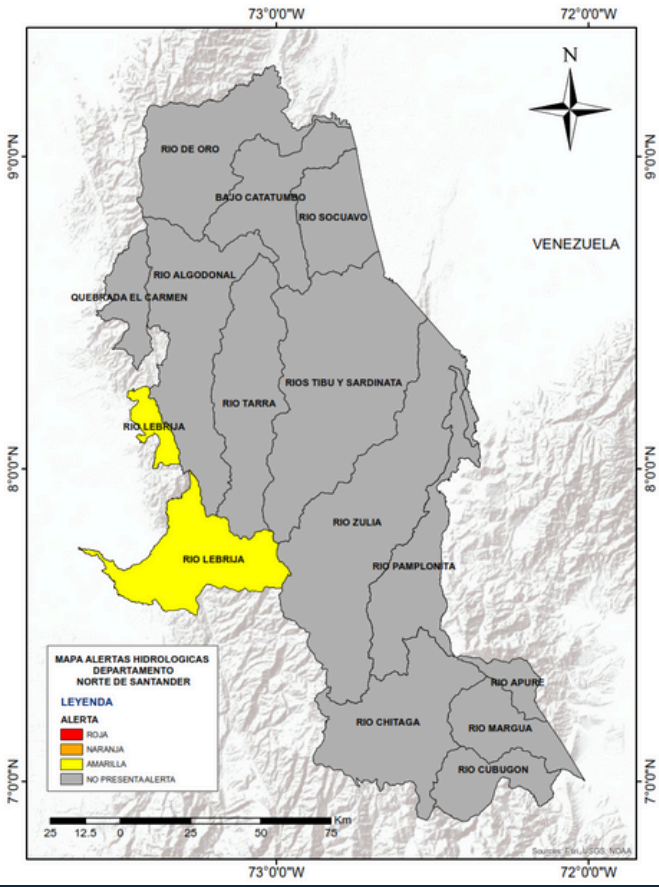 73°0'0"W
72°0'0"W
N
9°0'0"N
9°0'0"N
RIO DE ORO
BAJO CATATUMBO
RIO SOCUAVO
VENEZUELA
RIO ALGODONAL
QUEBRADA EL CARMEN
RIOS TIBU Y SARDINATA
RIO TARRA
RIO LEBRIJA
8°0'0"N
8°0'0"N
RIO ZULIA
RIO LEBRIJA
RIO PAMPLONITA
MAPA ALERTAS HIDROLOGICAS
DEPARTAMENTO
NORTE DE SANTANDER
LEYENDA
ALERTA
ROJA
NARANJA
AMARILLA
NO PRESENTA ALERTA
RIO APURE
RIO CHITAGA
RIO MARGUA
RIO CUBUGON
7°0'0"N
7°0'0"N
Km
25 12.5 0 25 50 75
Sources: Esri, USGS, NOAA
73°0'0"W
72°0'0"W